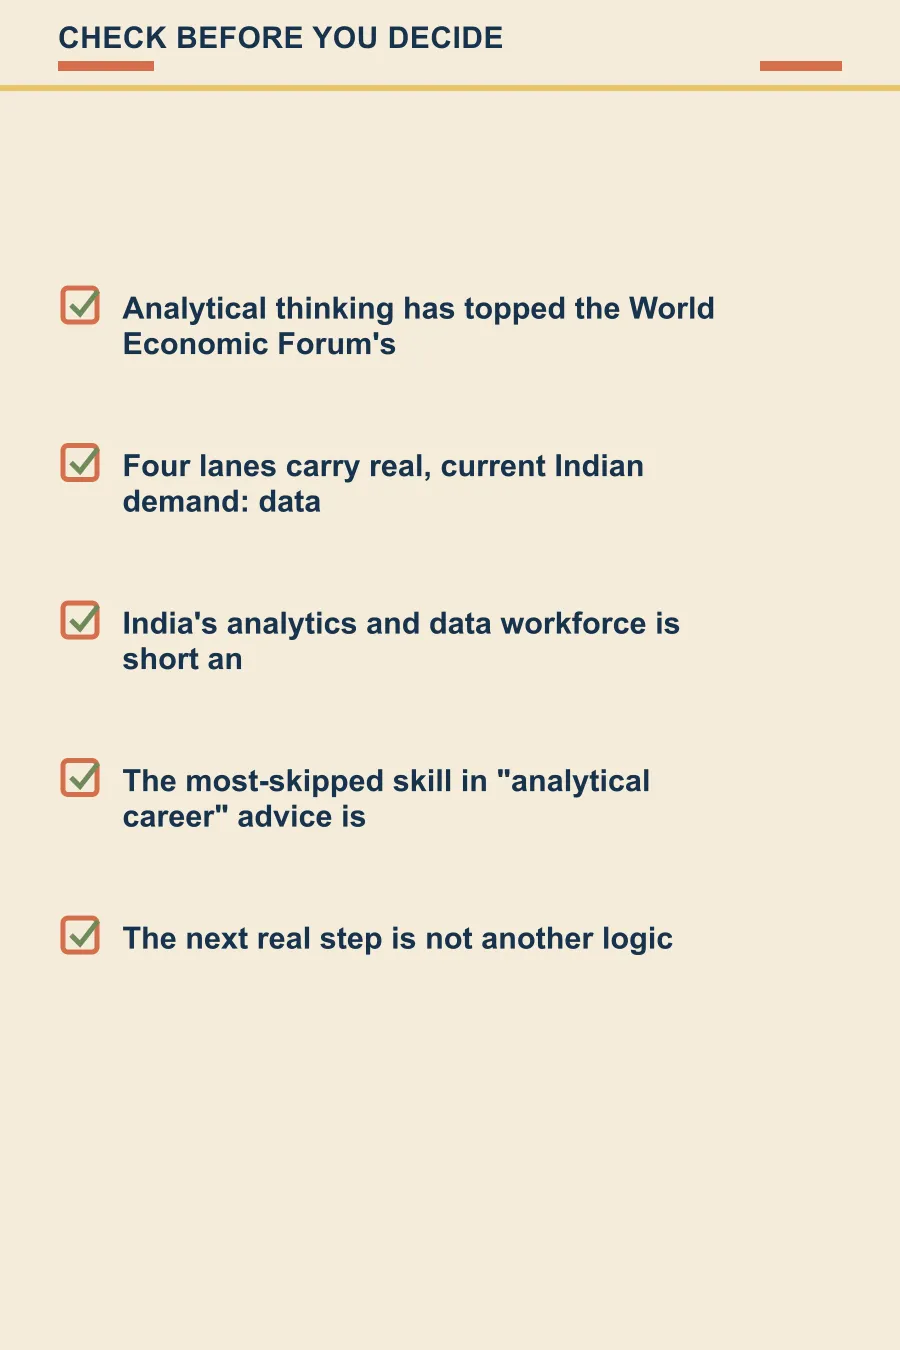 CHECK BEFORE YOU DECIDE
Analytical thinking has topped the World
Economic Forum's
Four lanes carry real, current Indian
demand: data
India's analytics and data workforce is
short an
The most-skipped skill in "analytical
career" advice is
The next real step is not another logic